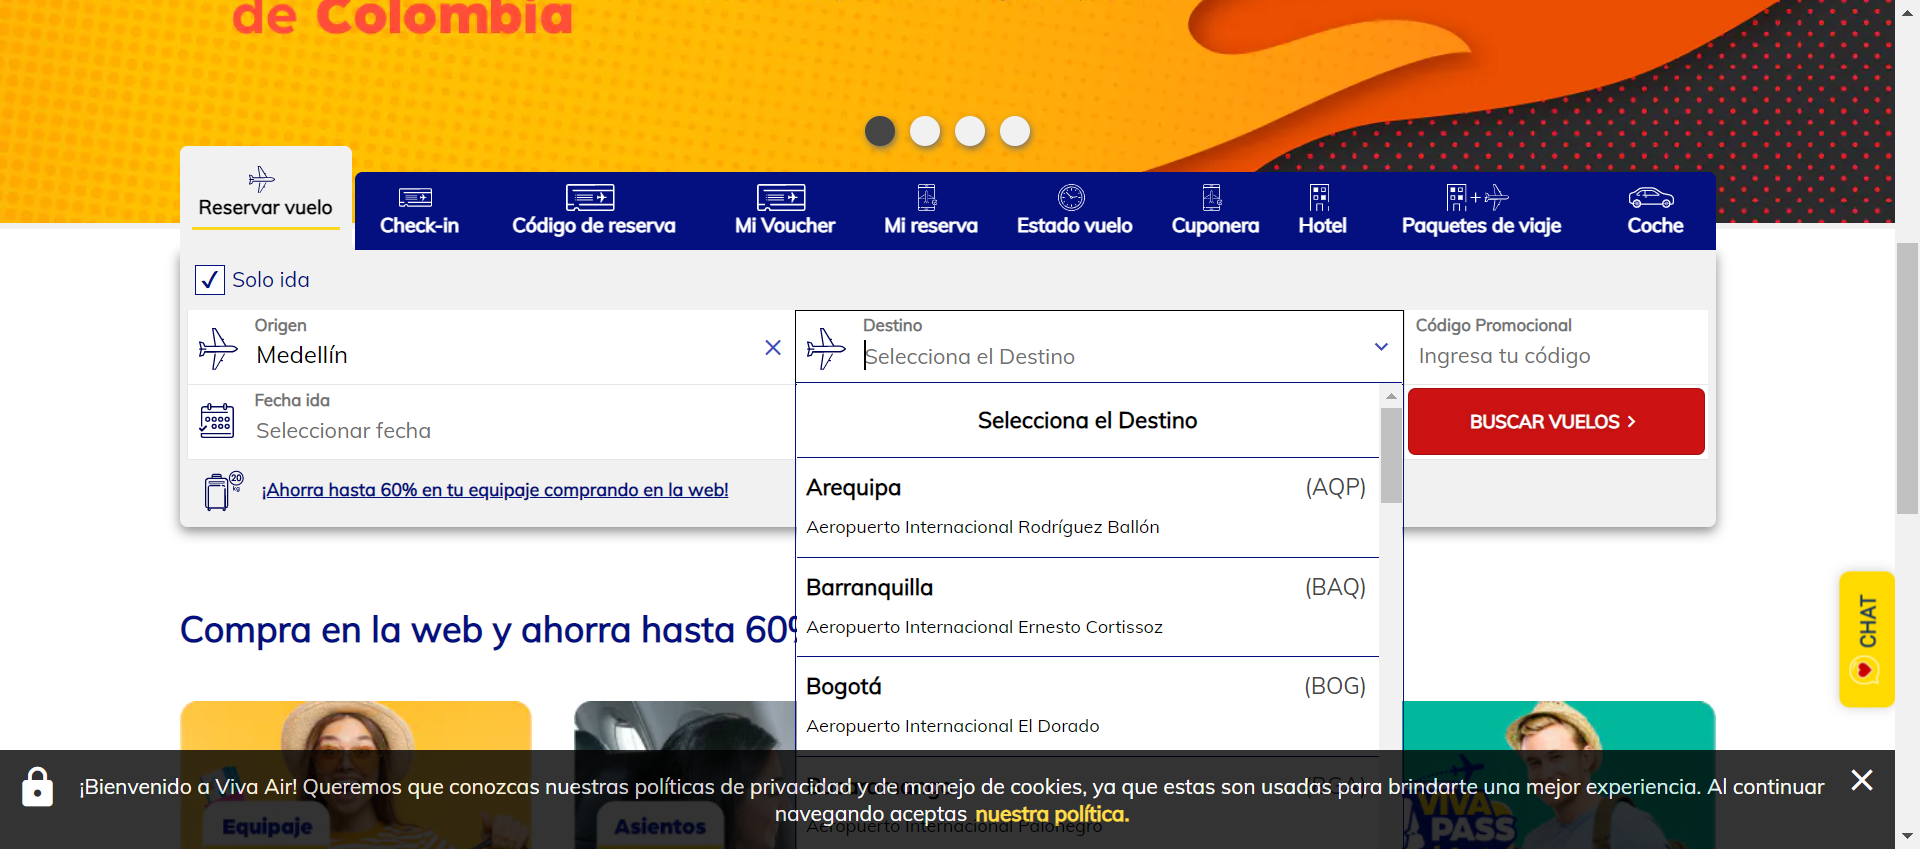 de Colombia
Reservar vuelo
Check-in
Código de reserva
Mi Voucher
Mi reserva
Estado vuelo
Cuponera
Hotel
Paquetes de viaje
Coche
Solo ida
Origen
Medellín
Destino
Selecciona el Destino
Código Promocional
Ingresa tu código
Fecha ida
Seleccionar fecha
BUSCAR VUELOS >
20
kg
¡Ahorra hasta 60% en tu equipaje comprando en la web!
Selecciona el Destino
Arequipa (AQP)
Aeropuerto Internacional Rodríguez Ballón
Barranquilla (BAQ)
Aeropuerto Internacional Ernesto Cortissoz
Bogotá (BOG)
Aeropuerto Internacional El Dorado
(BGA)
Aeropuerto Internacional Palonegro
Compra en la web y ahorra hasta 60%
CHAT
Equipaje
Asientos
VIVA
PASS
¡Bienvenido a Viva Air! Queremos que conozcas nuestras políticas de privacidad y de manejo de cookies, ya que estas son usadas para brindarte una mejor experiencia. Al continuar
navegando aceptas nuestra política.